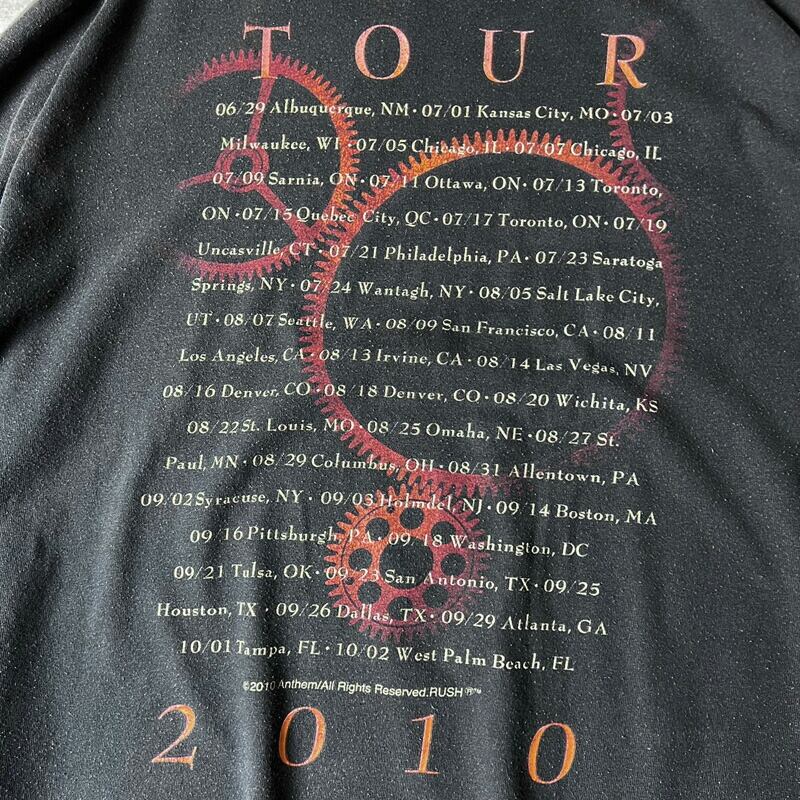 TOUR
06/29 Albuquerque, NM • 07/01 Kansas City, MO • 07/03
Milwaukee, WI • 07/05 Chicago, IL • 07/07 Chicago, IL
07/09 Sarnia, ON • 07/11 Ottawa, ON • 07/13 Toronto,
ON • 07/15 Quebec City, QC • 07/17 Toronto, ON • 07/19
Uncasville, CT • 07/21 Philadelphia, PA • 07/23 Saratoga
Springs, NY • 07/24 Wantagh, NY • 08/05 Salt Lake City,
UT • 08/07 Seattle, WA • 08/09 San Francisco, CA • 08/11
Los Angeles, CA • 08/13 Irvine, CA • 08/14 Las Vegas, NV
08/16 Denver, CO • 08/18 Denver, CO • 08/20 Wichita, KS
08/22 St. Louis, MO • 08/25 Omaha, NE • 08/27 St.
Paul, MN • 08/29 Columbus, OH • 08/31 Allentown, PA
09/02 Syracuse, NY • 09/03 Holmdel, NJ • 09/14 Boston, MA
09/16 Pittsburgh, PA • 09/18 Washington, DC
09/21 Tulsa, OK • 09/23 San Antonio, TX • 09/25
Houston, TX • 09/26 Dallas, TX • 09/29 Atlanta, GA
10/01 Tampa, FL • 10/02 West Palm Beach, FL
©2010 Anthem/All Rights Reserved. RUSH ®™
2010